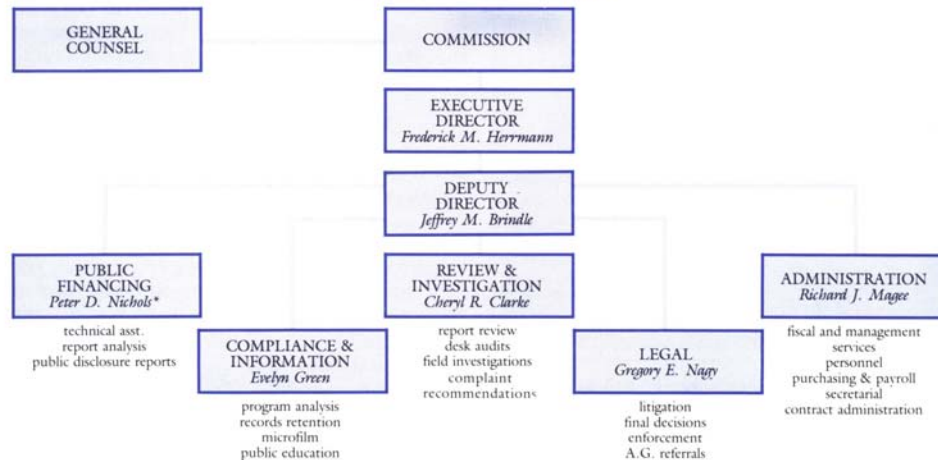 GENERAL
COUNSEL
COMMISSION
EXECUTIVE
DIRECTOR
Frederick M. Herrmann
DEPUTY
DIRECTOR
Jeffrey M. Brindle
PUBLIC
FINANCING
Peter D. Nichols*
technical asst.
report analysis
public disclosure reports
COMPLIANCE &
INFORMATION
Evelyn Green
program analysis
records retention
microfilm
public education
REVIEW &
INVESTIGATION
Cheryl R. Clarke
report review
desk audits
field investigations
complaint
recommendations
LEGAL
Gregory E. Nagy
litigation
final decisions
enforcement
A.G. referrals
ADMINISTRATION
Richard J. Magee
fiscal and management
services
personnel
purchasing & payroll
secretarial
contract administration